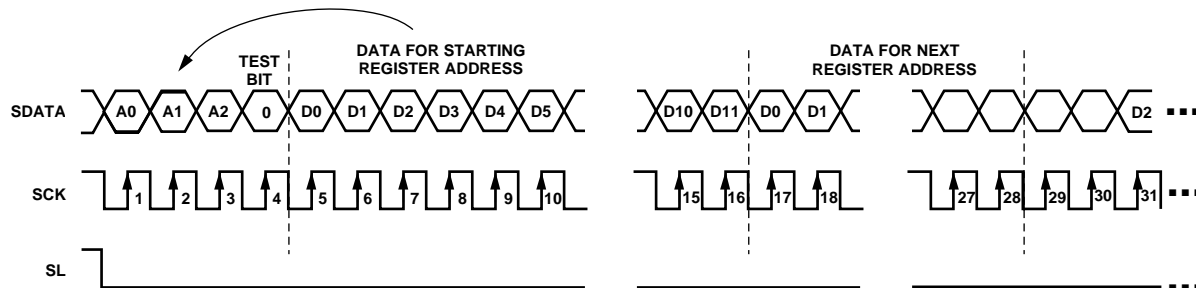 DATA FOR STARTING
REGISTER ADDRESS
TEST
BIT
DATA FOR NEXT
REGISTER ADDRESS
SDATA A0 A1 A2 0 D0 D1 D2 D3 D4 D5 D10 D11 D0 D1 D2
SCK 1 2 3 4 5 6 7 8 9 10 15 16 17 18 27 28 29 30 31
SL